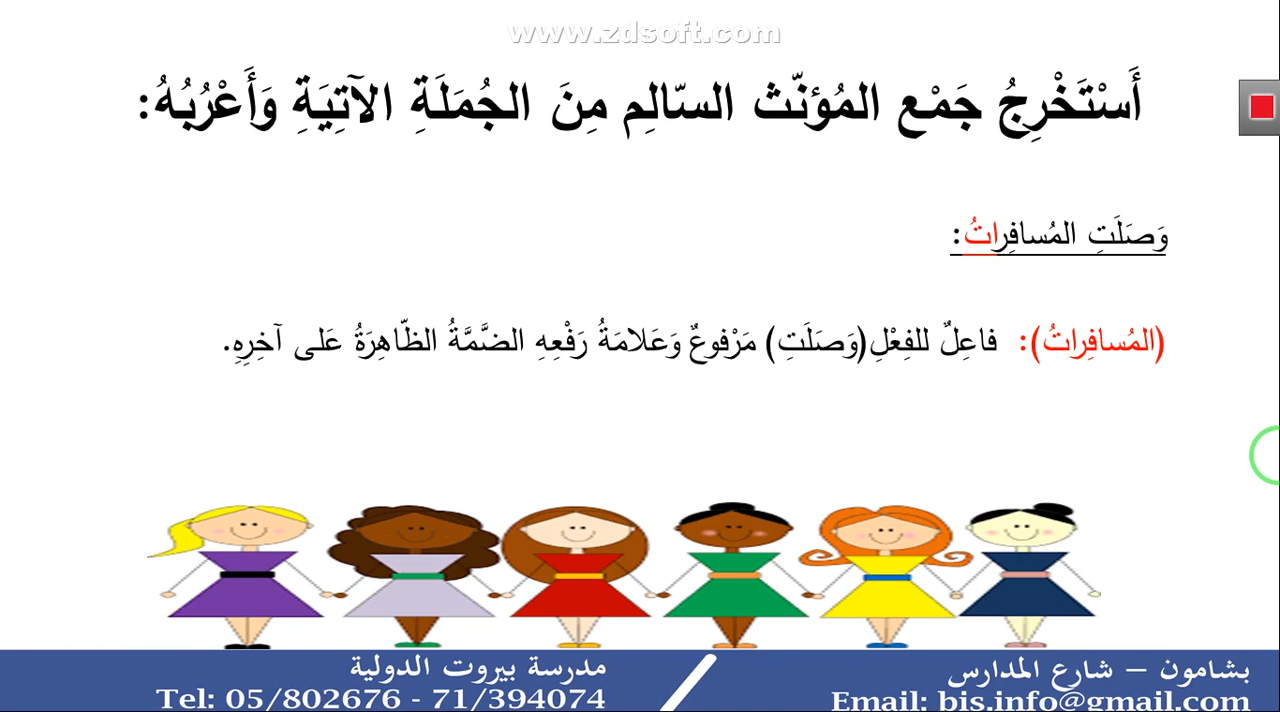 www.zdsoft.com
أَسْتَخْرِجُ جَمْع المُؤنّث السّالِم مِنَ الجُمَلَةِ الآتِيَةِ وَأَعْرُبُهُ:
وَصَلَتِ المُسافِراتُ:
(المُسافِراتُ): فاعِلٌ للفِعْلِ(وَصَلَتِ) مَرْفوعٌ وَعَلامَةُ رَفْعِهِ الضَّمَّةُ الظّاهِرَةُ عَلى آخِرِهِ.
بشامون – شارع المدارس
Email: bis.info@gmail.com
مدرسة بيروت الدولية
Tel: 05/802676 - 71/394074